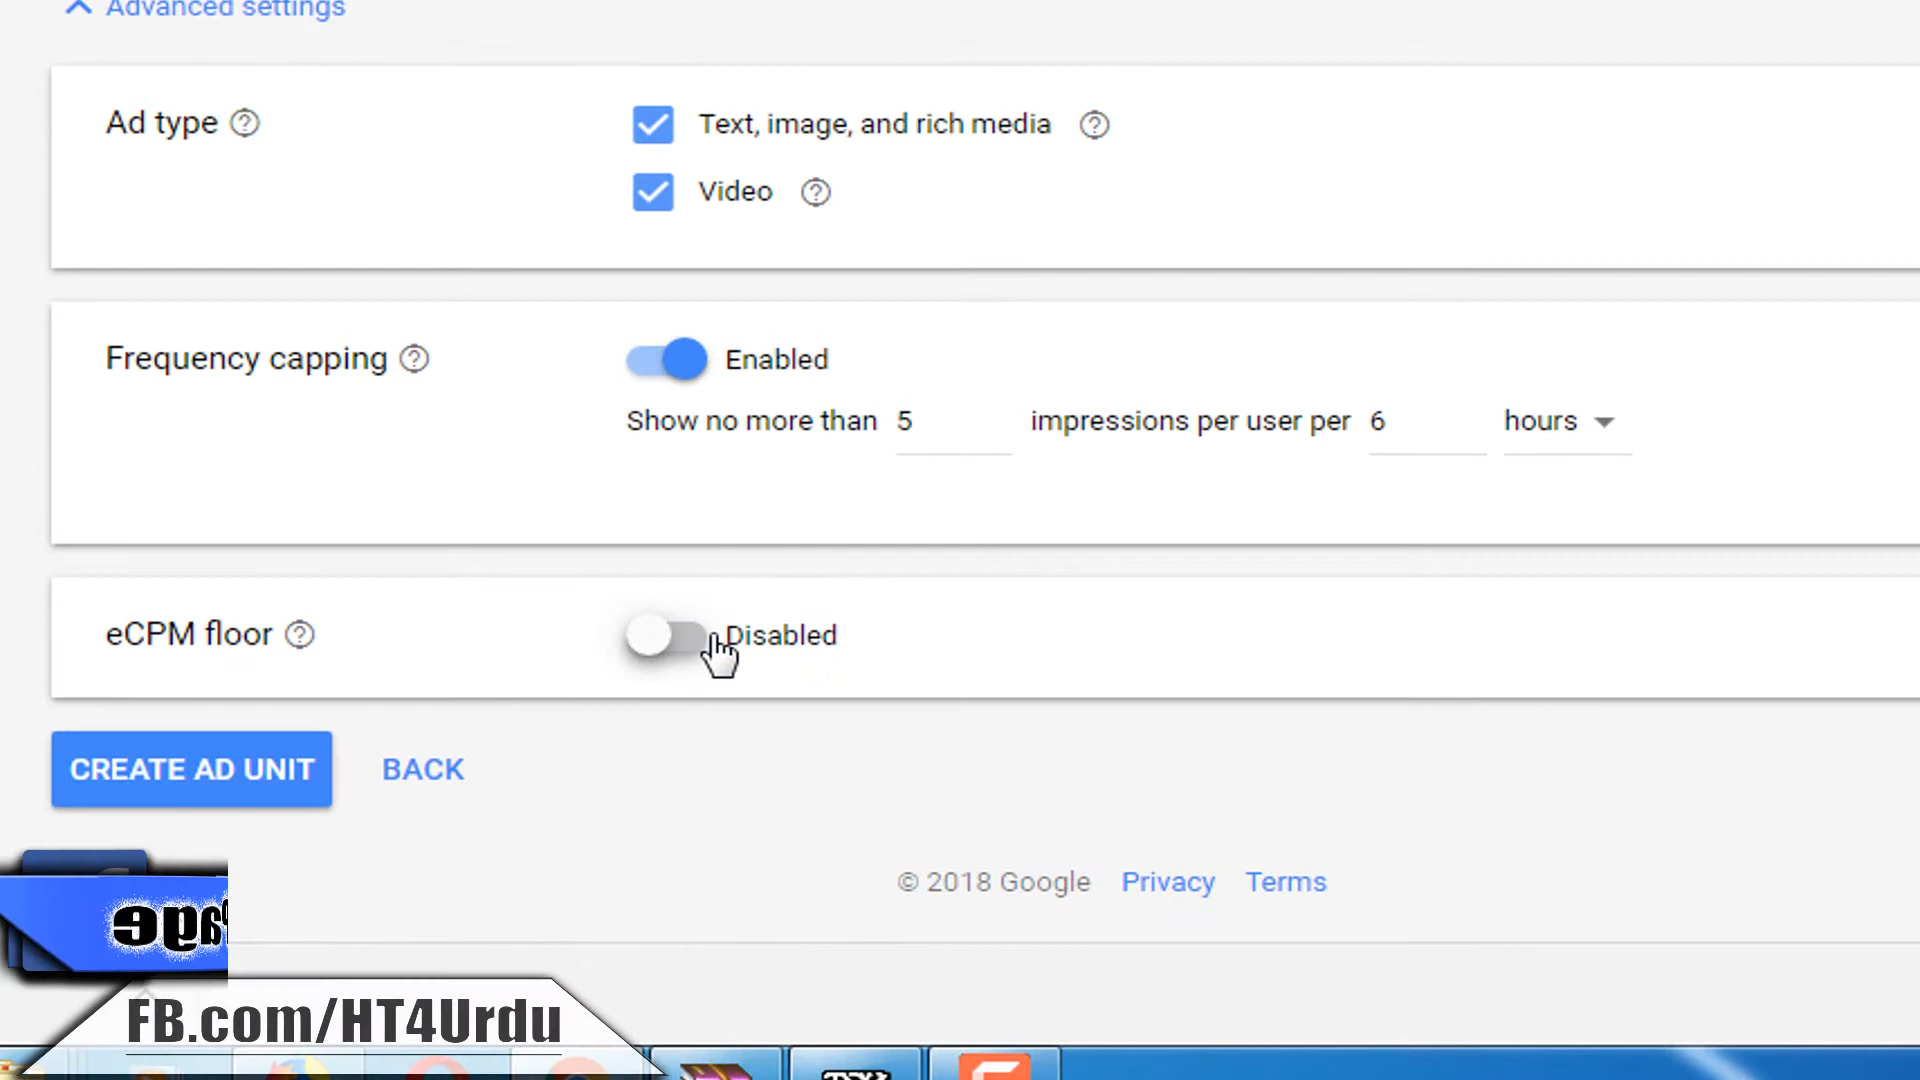 Advanced settings
Ad type
Text, image, and rich media
Video
Frequency capping
Enabled
Show no more than 5 impressions per user per 6 hours
eCPM floor
Disabled
CREATE AD UNIT
BACK
© 2018 Google Privacy Terms
FB.com/HT4Urdu